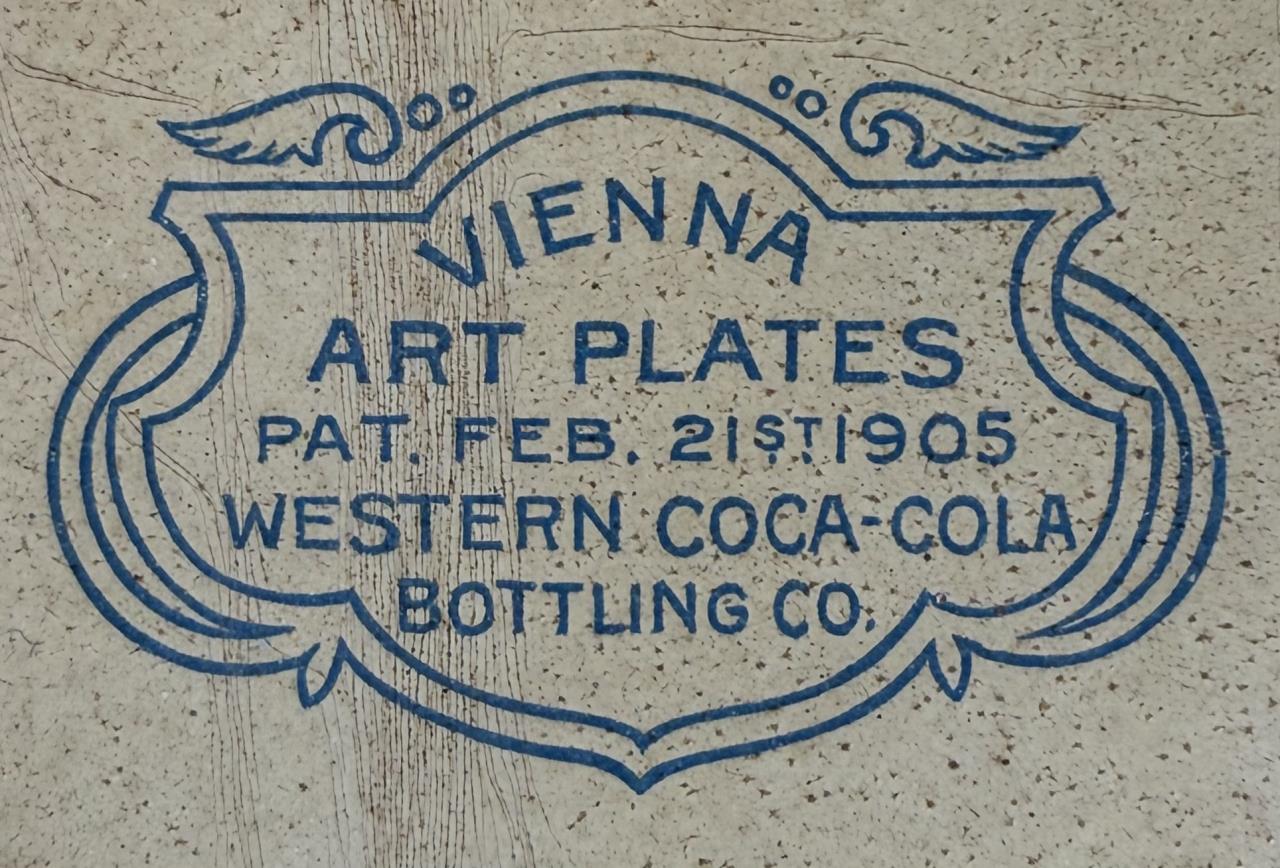 VIENNA
ART PLATES
PAT. FEB. 21ST. 1905
WESTERN COCA-COLA
BOTTLING CO.